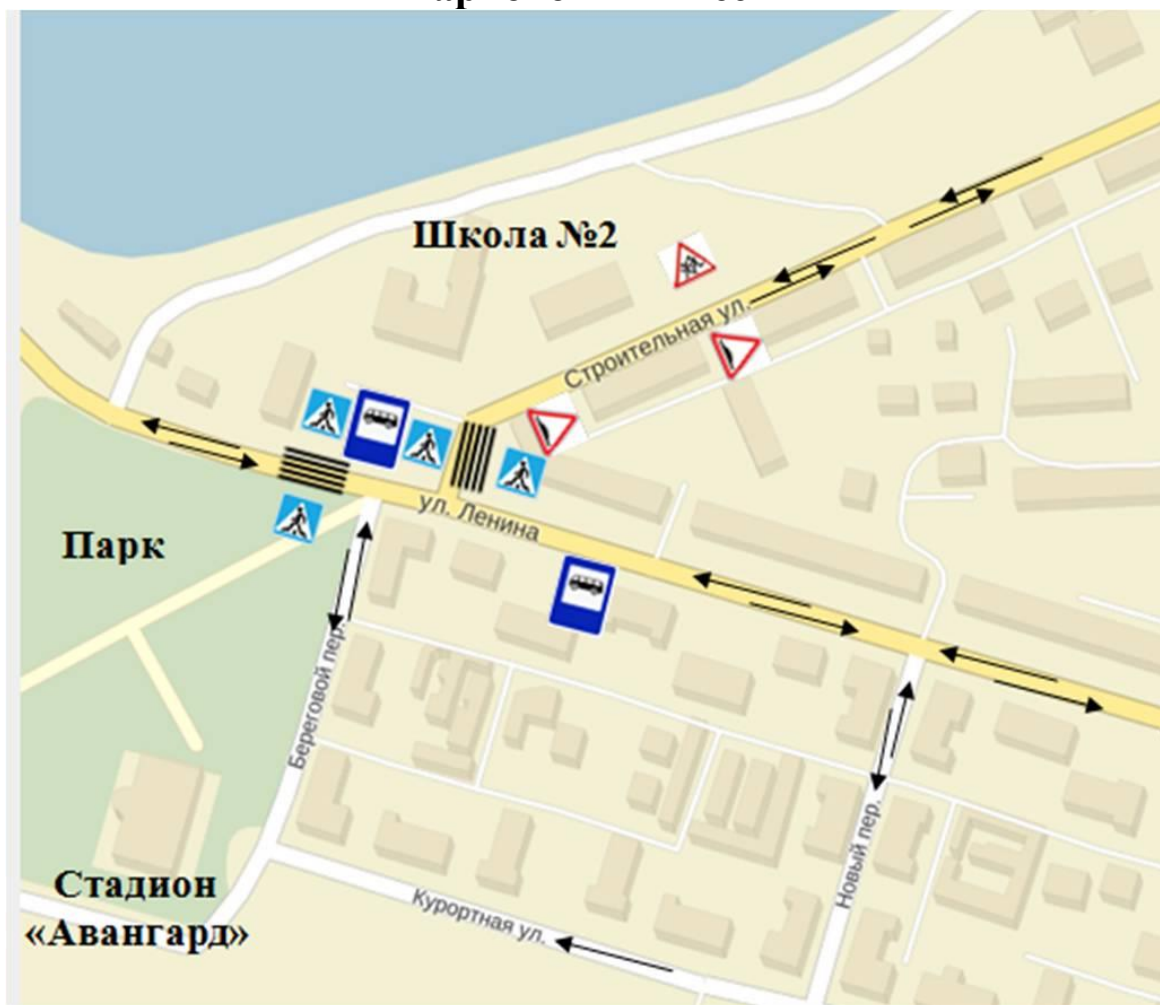 Школа №2
Строительная ул.
ул. Ленина
Парк
Береговой пер.
Стадион
«Авангард»
Курортная ул.
Новый пер.